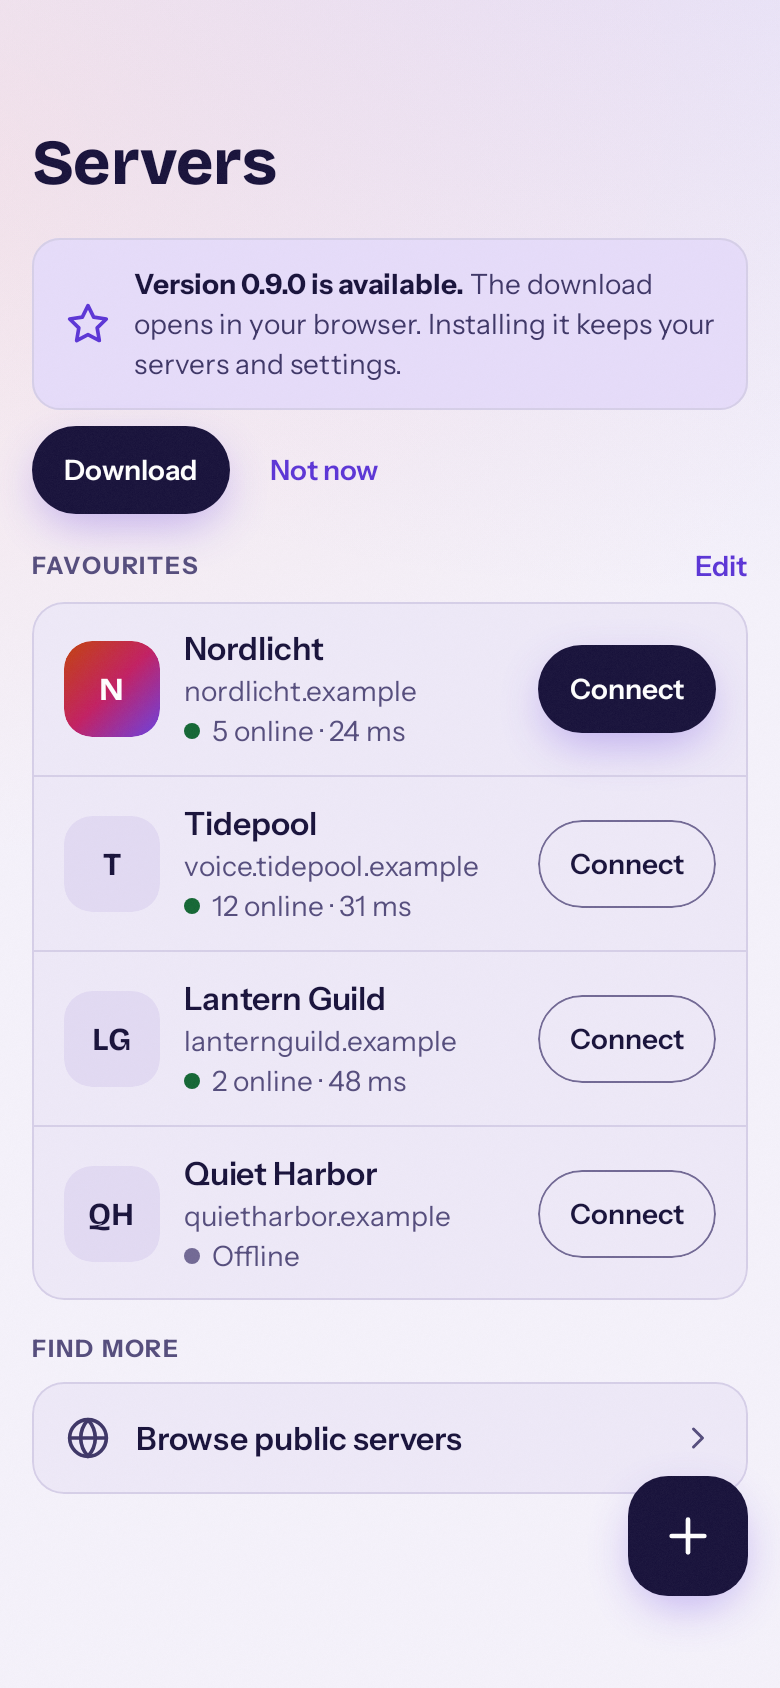 Servers
Version 0.9.0 is available. The download
opens in your browser. Installing it keeps your
servers and settings.
Download
Not now
FAVOURITES
Edit
N
Nordlicht
nordlicht.example
5 online · 24 ms
Connect
T
Tidepool
voice.tidepool.example
12 online · 31 ms
Connect
LG
Lantern Guild
lanternguild.example
2 online · 48 ms
Connect
QH
Quiet Harbor
quietharbor.example
Offline
Connect
FIND MORE
Browse public servers